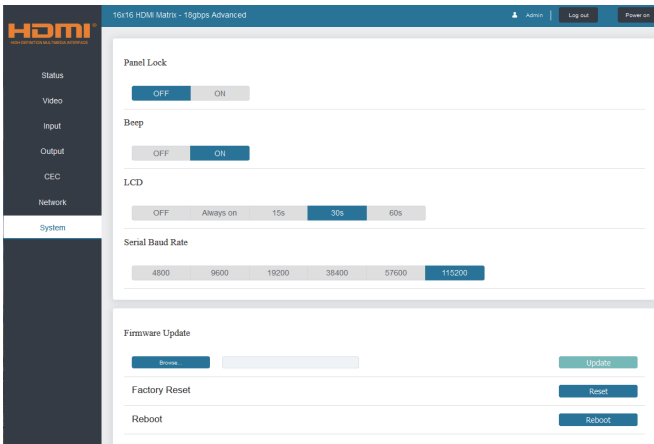 HDMI®
HIGH DEFINITION MULTIMEDIA INTERFACE
16x16 HDMI Matrix - 18gbps Advanced
Admin | Log out Power on
Status
Video
Input
Output
CEC
Network
System
Panel Lock
OFF ON
Beep
OFF ON
LCD
OFF Always on 15s 30s 60s
Serial Baud Rate
4800 9600 19200 38400 57600 115200
Firmware Update
Browse... Update
Factory Reset Reset
Reboot Reboot